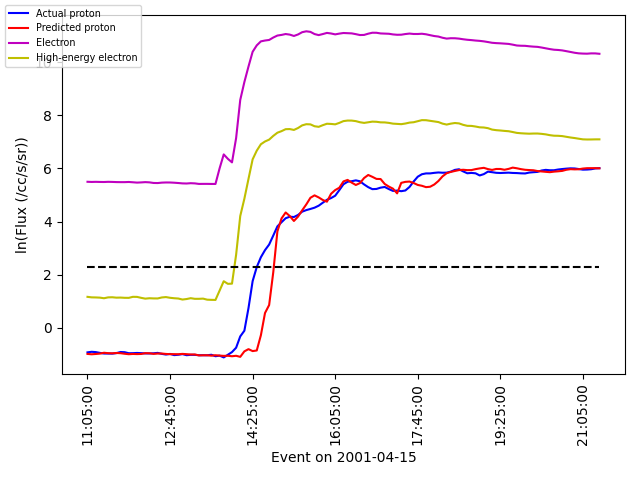 Actual proton
Predicted proton
Electron
High-energy electron
10
8
6
4
2
0
ln(Flux (/cc/s/sr))
11:05:00
12:45:00
14:25:00
16:05:00
17:45:00
19:25:00
21:05:00
Event on 2001-04-15